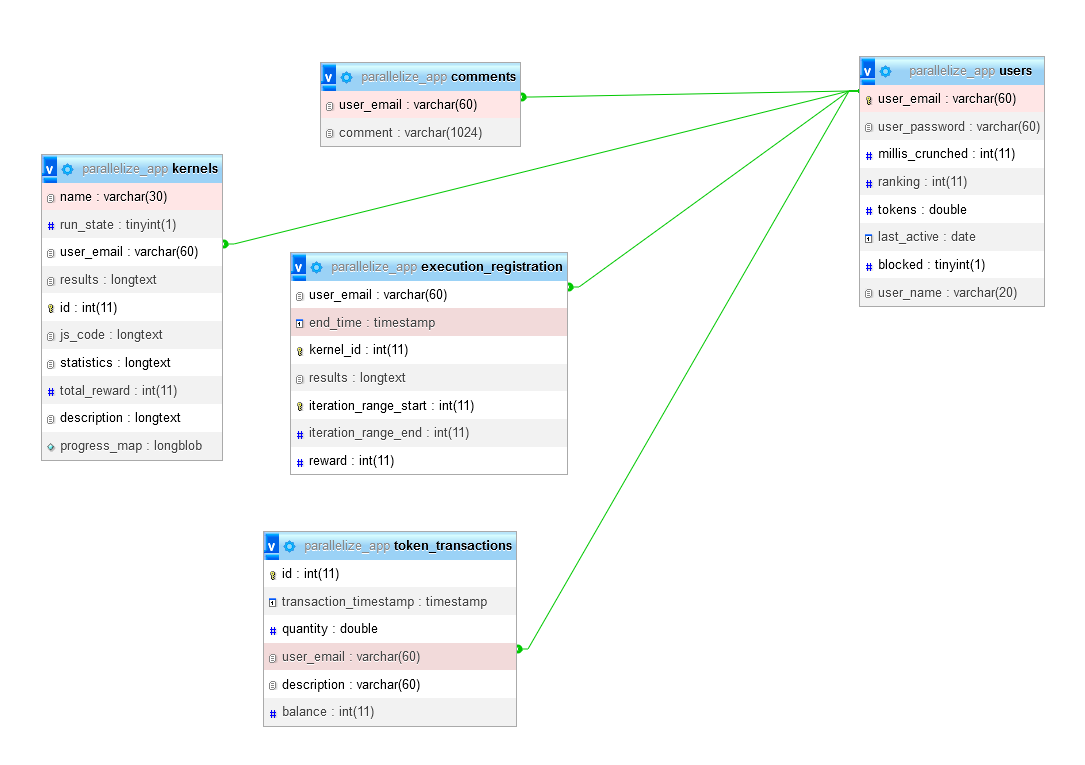 v parallelize_app comments
user_email : varchar(60)
comment : varchar(1024)
v parallelize_app users
user_email : varchar(60)
user_password : varchar(60)
# millis_crunched : int(11)
# ranking : int(11)
# tokens : double
last_active : date
# blocked : tinyint(1)
user_name : varchar(20)
v parallelize_app kernels
name : varchar(30)
# run_state : tinyint(1)
user_email : varchar(60)
results : longtext
id : int(11)
js_code : longtext
statistics : longtext
# total_reward : int(11)
description : longtext
progress_map : longblob
v parallelize_app execution_registration
user_email : varchar(60)
end_time : timestamp
kernel_id : int(11)
results : longtext
iteration_range_start : int(11)
# iteration_range_end : int(11)
# reward : int(11)
v parallelize_app token_transactions
id : int(11)
transaction_timestamp : timestamp
# quantity : double
user_email : varchar(60)
description : varchar(60)
# balance : int(11)